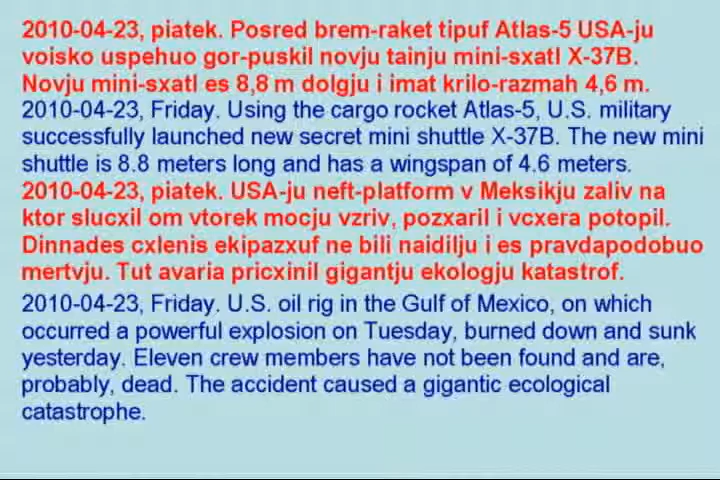 2010-04-23, piatek. Posred brem-raket tipuf Atlas-5 USA-ju
voisko uspehuo gor-puskil novju tainju mini-sxatl X-37B.
Novju mini-sxatl es 8,8 m dolgju i imat krilo-razmah 4,6 m.
2010-04-23, Friday. Using the cargo rocket Atlas-5, U.S. military
successfully launched new secret mini shuttle X-37B. The new mini
shuttle is 8.8 meters long and has a wingspan of 4.6 meters.
2010-04-23, piatek. USA-ju neft-platform v Meksikju zaliv na
ktor slucxil om vtorek mocju vzriv, pozxaril i vcxera potopil.
Dinnades cxlenis ekipazxuf ne bili naidilju i es pravdapodobuo
mertvju. Tut avaria pricxinil gigantju ekologju katastrof.
2010-04-23, Friday. U.S. oil rig in the Gulf of Mexico, on which
occurred a powerful explosion on Tuesday, burned down and sunk
yesterday. Eleven crew members have not been found and are,
probably, dead. The accident caused a gigantic ecological
catastrophe.